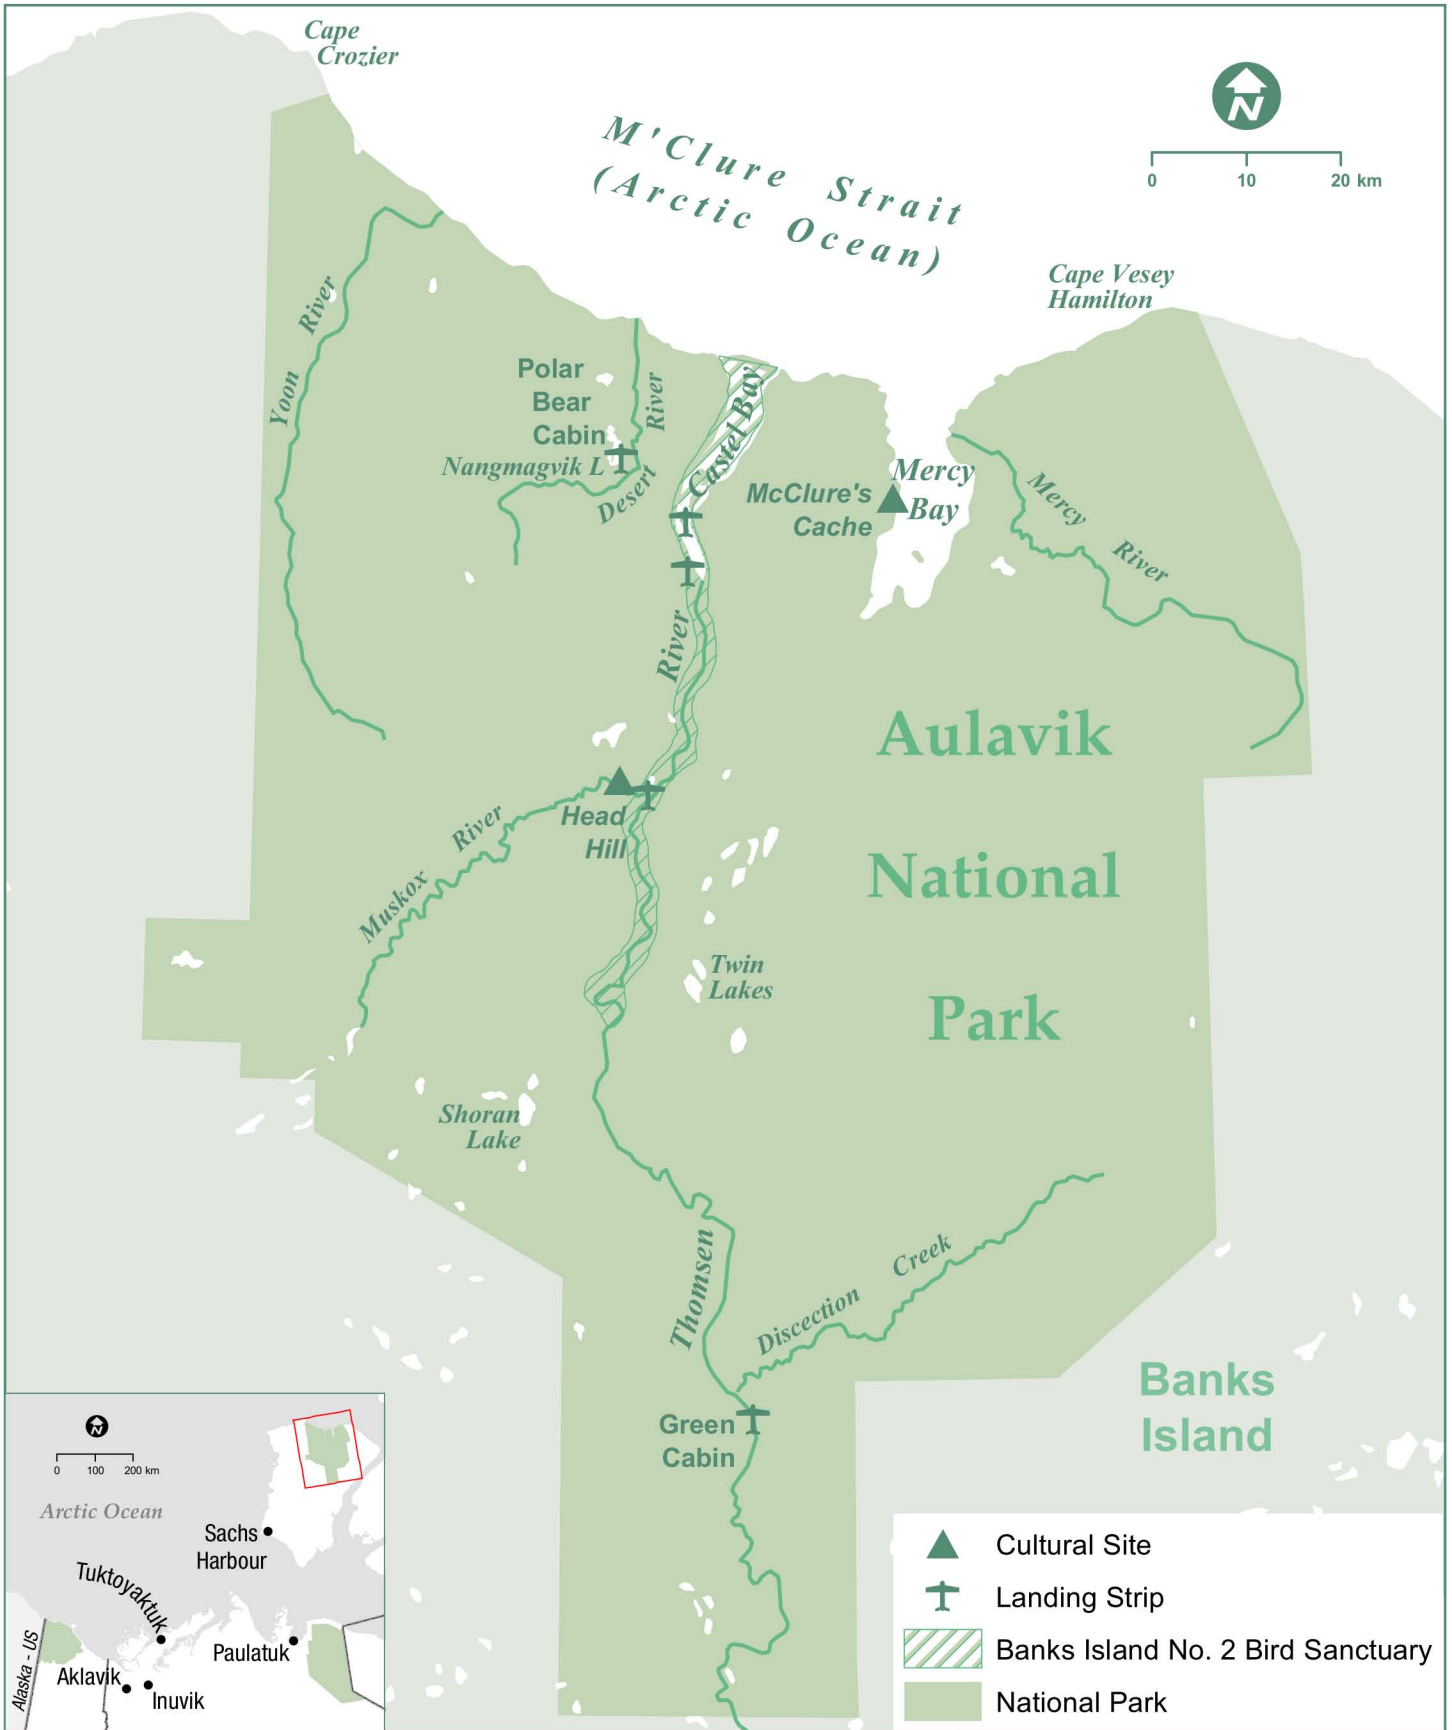 Cape
Crozier
M'Clure Strait
(Arctic Ocean)
N
0 10 20 km
Cape Vesey
Hamilton
Yoon River
Polar
Bear
Cabin
Nangmagvik L
Desert River
Castel Bay
McClure's
Cache
Mercy
Bay
Mercy River
River
Aulavik
National
Park
Head
Hill
Muskox River
Twin
Lakes
Shoran
Lake
Thomsen
Discection Creek
Green
Cabin
Banks
Island
N
0 100 200 km
Arctic Ocean
Sachs
Harbour
Tuktoyaktuk
Paulatuk
Aklavik
Inuvik
Alaska - US
Cultural Site
Landing Strip
Banks Island No. 2 Bird Sanctuary
National Park